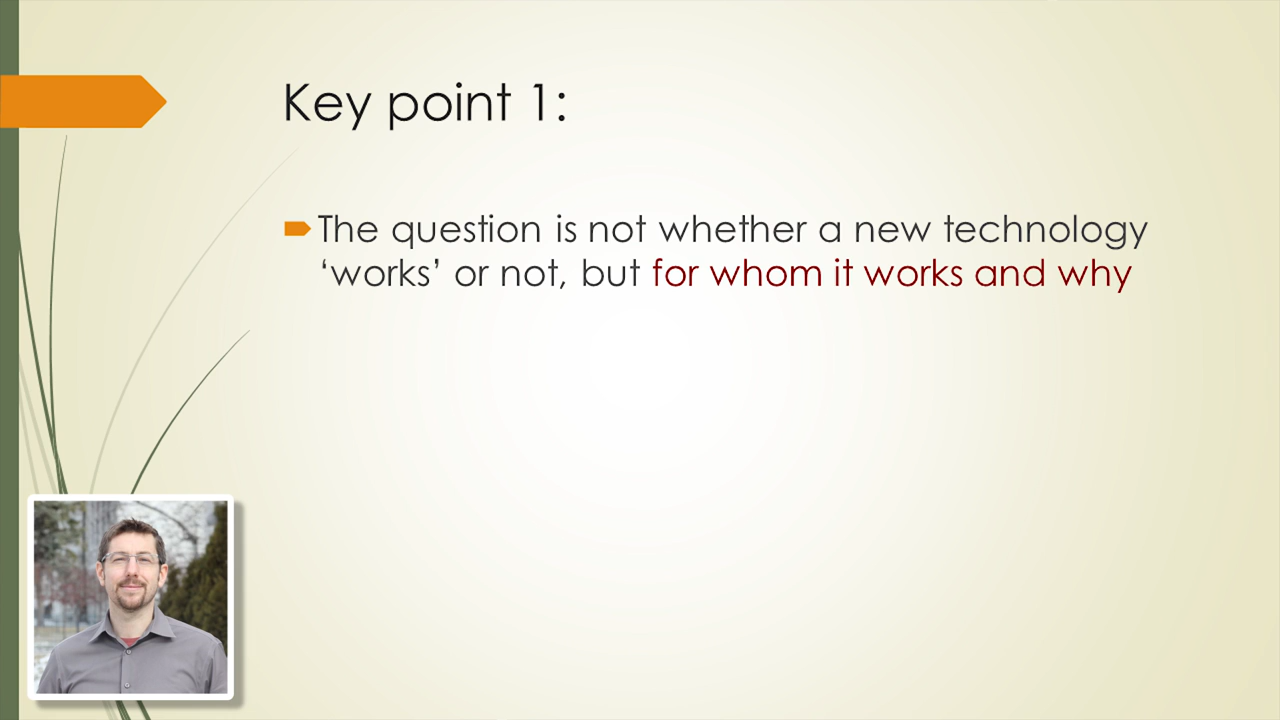 Key point 1:
The question is not whether a new technology
‘works’ or not, but for whom it works and why